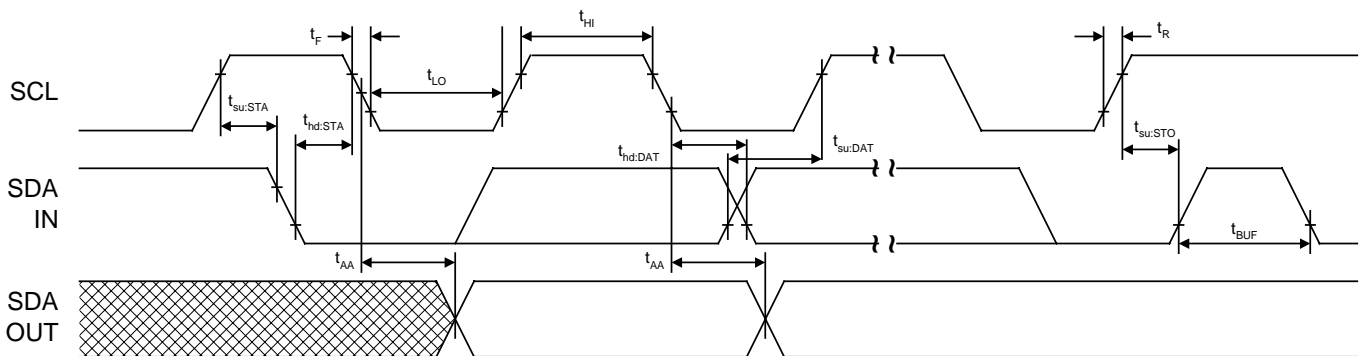 t_HI
t_F
t_R
t_LO
SCL
t_su:STA
t_hd:STA
t_su:STO
t_hd:DAT
t_su:DAT
SDA
IN
t_BUF
t_AA
t_AA
SDA
OUT